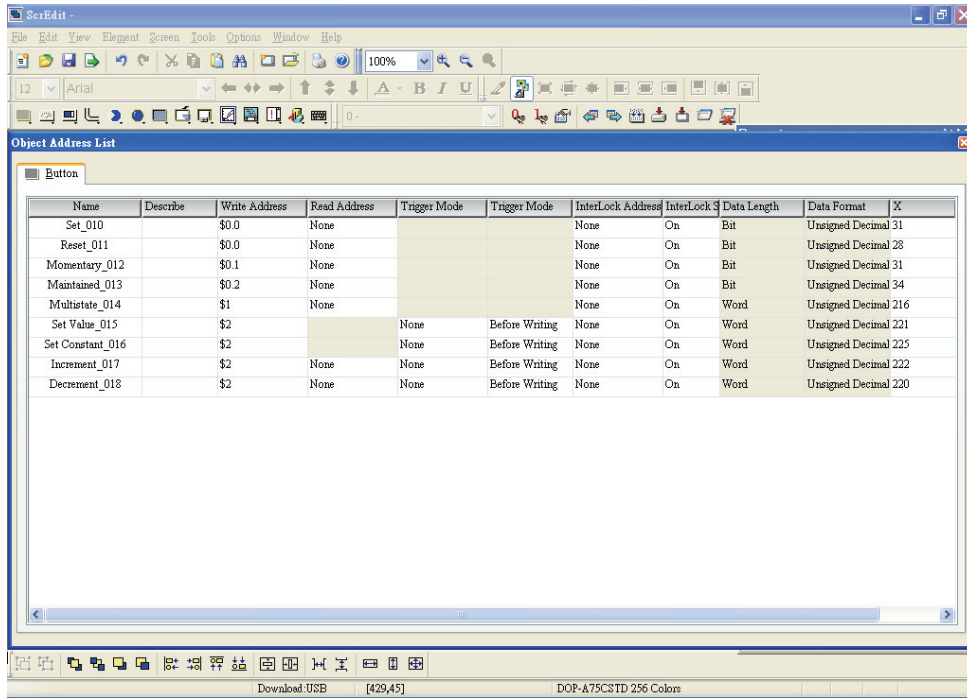 ScrEdit -
File Edit View Element Screen Tools Options Window Help
100%
12 Arial A B I U
0 -
Object Address List
Button
Name Describe Write Address Read Address Trigger Mode Trigger Mode InterLock Address InterLock S Data Length Data Format X
Set_010 $0.0 None None On Bit Unsigned Decimal 31
Reset_011 $0.0 None None On Bit Unsigned Decimal 28
Momentary_012 $0.1 None None On Bit Unsigned Decimal 31
Maintained_013 $0.2 None None On Bit Unsigned Decimal 34
Multistate_014 $1 None None On Word Unsigned Decimal 216
Set Value_015 $2 None Before Writing None On Word Unsigned Decimal 221
Set Constant_016 $2 None Before Writing None On Word Unsigned Decimal 225
Increment_017 $2 None None Before Writing None On Word Unsigned Decimal 222
Decrement_018 $2 None None Before Writing None On Word Unsigned Decimal 220
Download:USB [429,45] DOP-A75CSTD 256 Colors